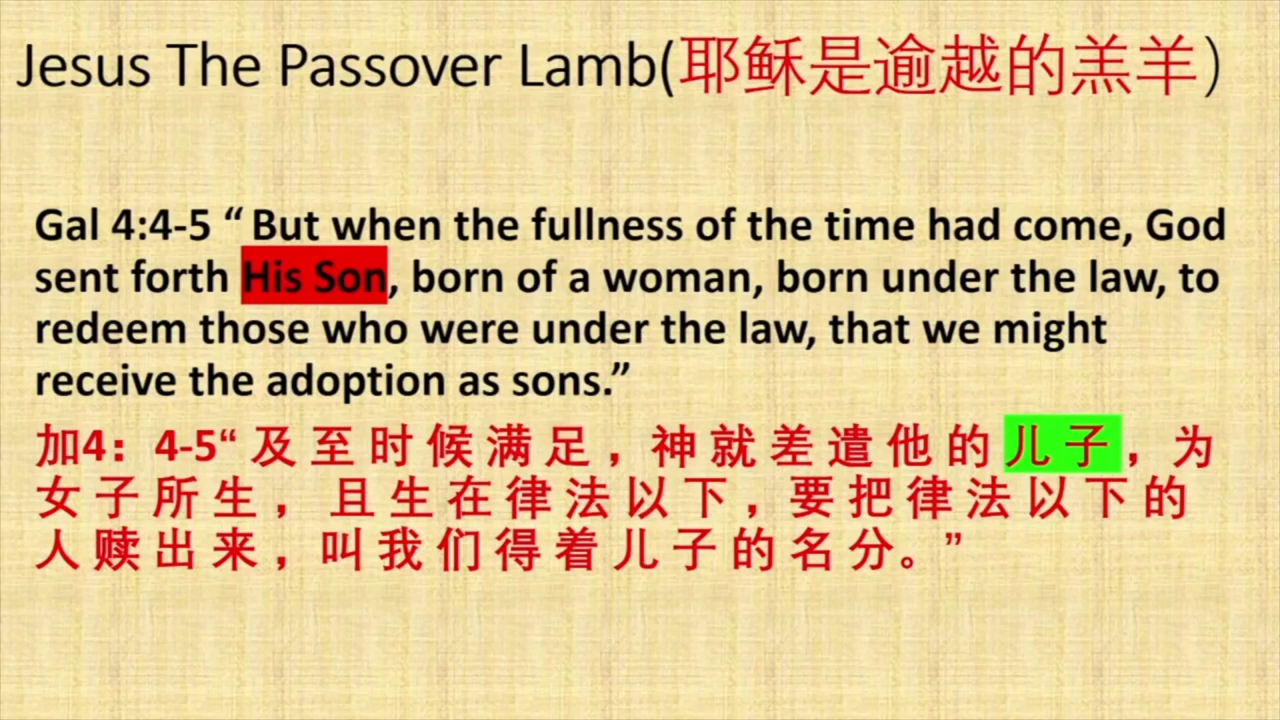 Jesus The Passover Lamb(耶稣是逾越的羔羊)
Gal 4:4-5 “ But when the fullness of the time had come, God
sent forth His Son, born of a woman, born under the law, to
redeem those who were under the law, that we might
receive the adoption as sons.”
加4：4-5“ 及 至 时 候 满 足 ，神 就 差 遣 他 的 儿 子 ，为
女 子 所 生 ， 且 生 在 律 法 以 下 ，要 把 律 法 以 下 的
人 赎 出 来 ，叫 我 们 得 着 儿 子 的 名 分。”